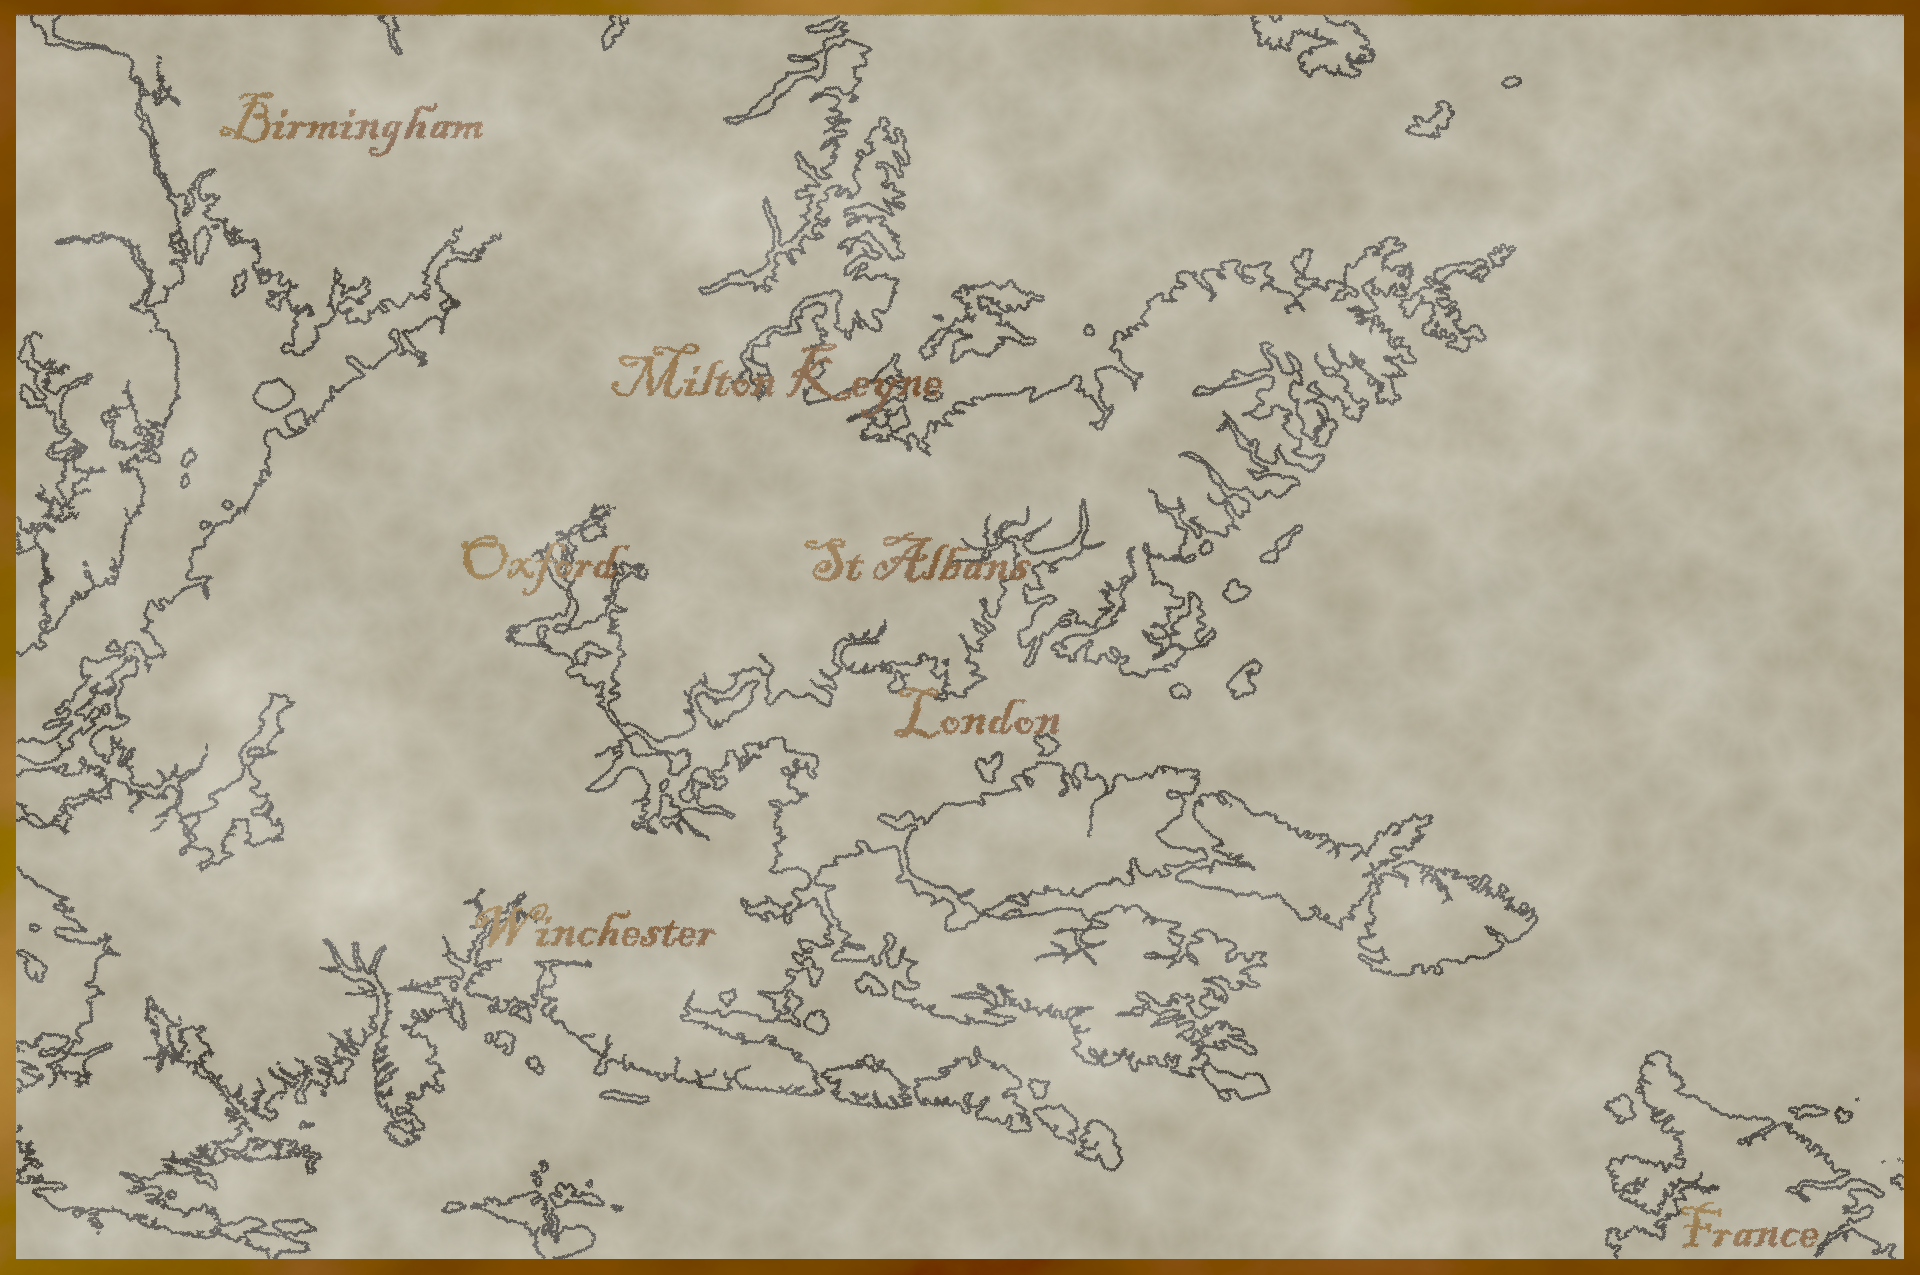 Birmingham
Milton Keyne
Oxford
St Albans
London
Winchester
France